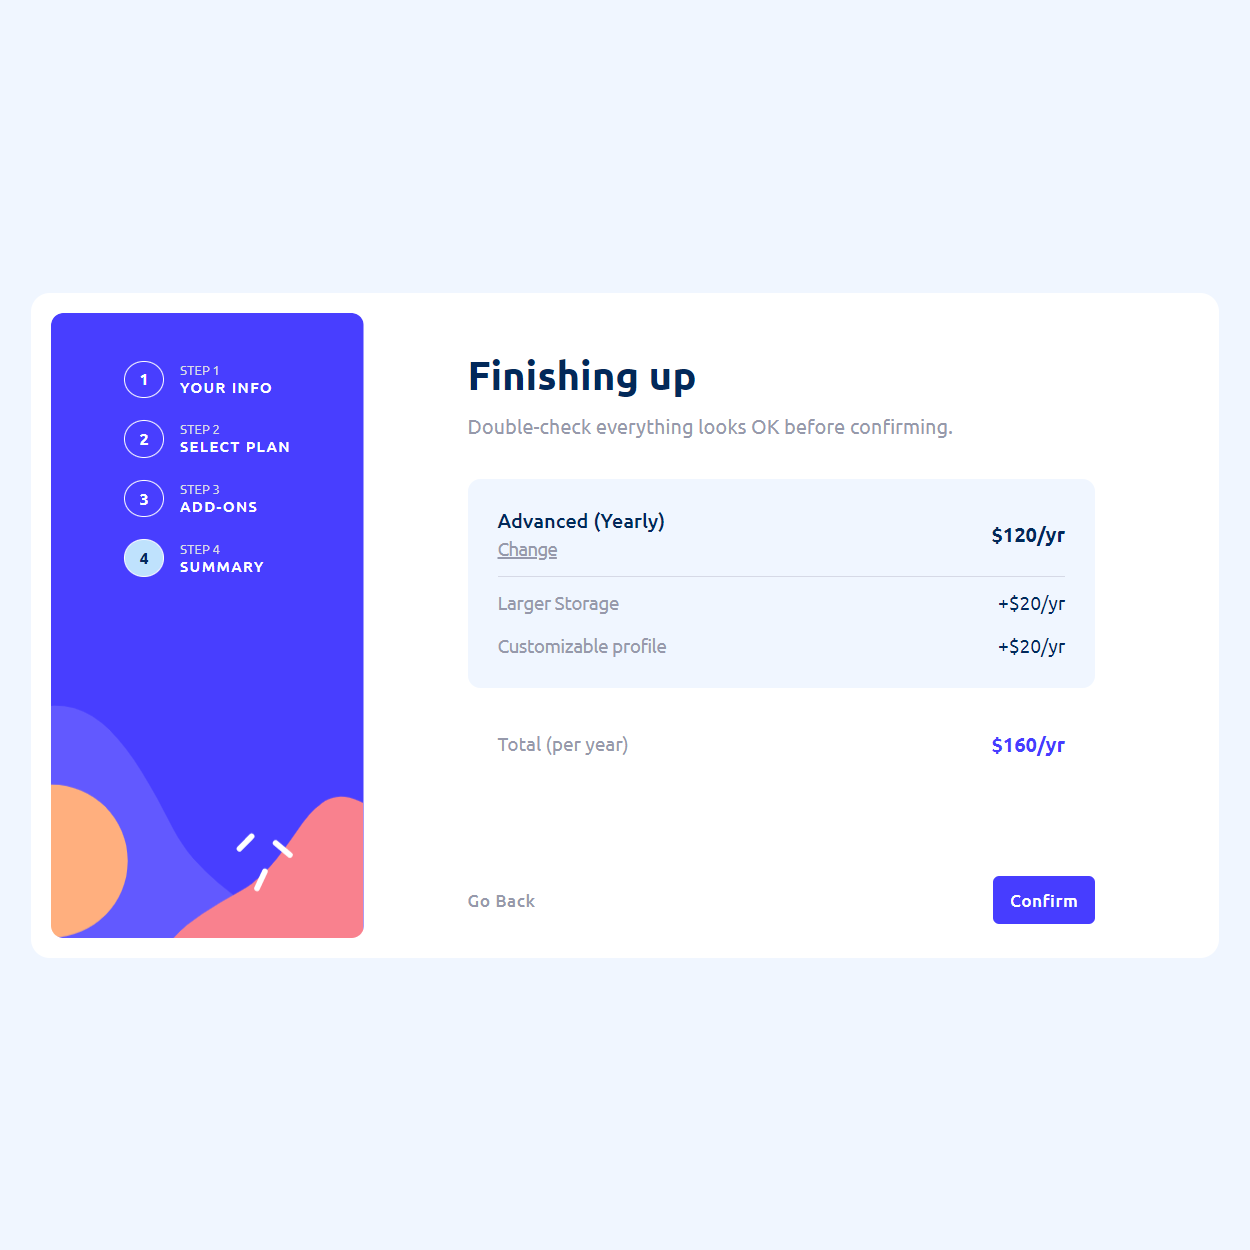 1
STEP 1
YOUR INFO
2
STEP 2
SELECT PLAN
3
STEP 3
ADD-ONS
4
STEP 4
SUMMARY
Finishing up
Double-check everything looks OK before confirming.
Advanced (Yearly)
Change
$120/yr
Larger Storage +$20/yr
Customizable profile +$20/yr
Total (per year) $160/yr
Go Back Confirm